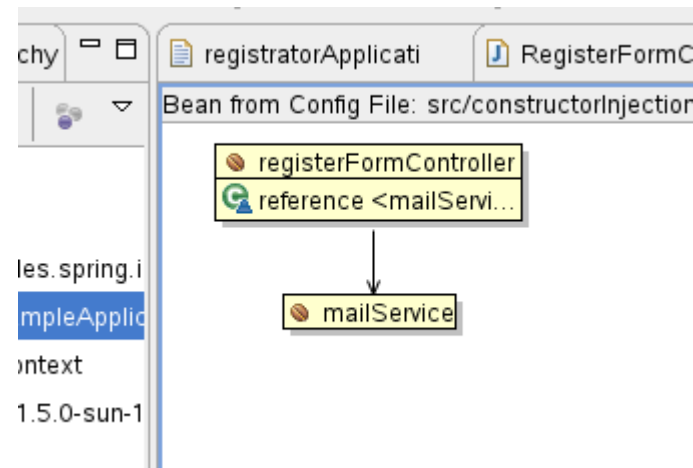 chy
registratorApplicati
RegisterFormC
Bean from Config File: src/constructorInjection
registerFormController
reference <mailServi...
mailService
les.spring.i
mpleApplic
ontext
1.5.0-sun-1